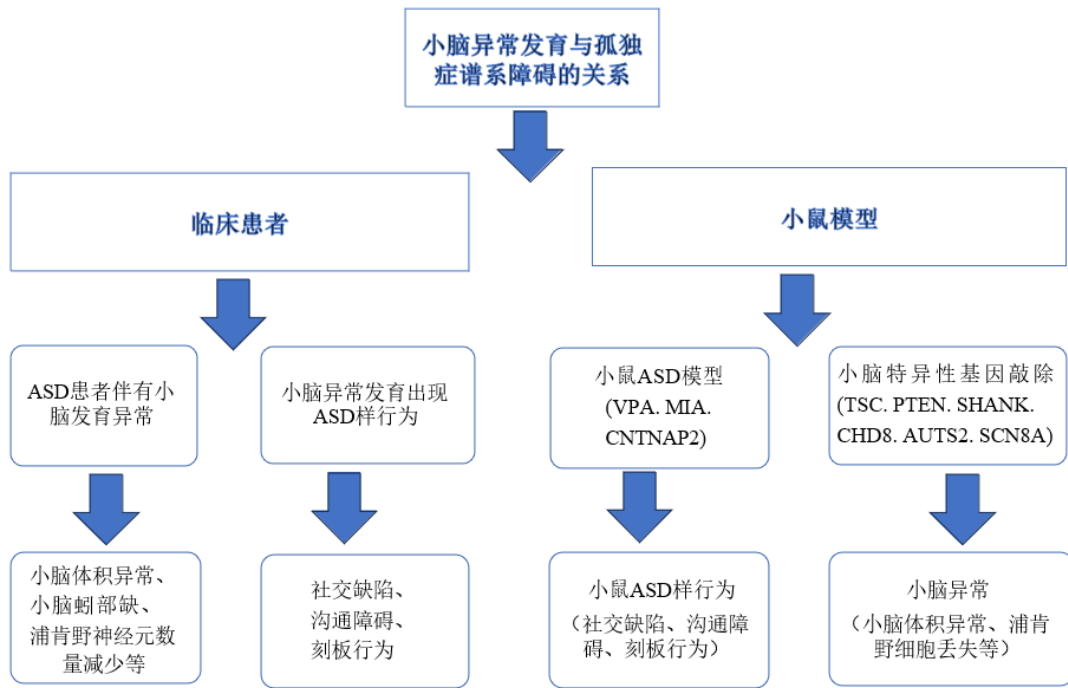 小脑异常发育与孤独
症谱系障碍的关系
临床患者
小鼠模型
ASD患者伴有小
脑发育异常
小脑异常发育出现
ASD样行为
小鼠ASD模型
(VPA. MIA.
CNTNAP2)
小脑特异性基因敲除
(TSC. PTEN. SHANK.
CHD8. AUTS2. SCN8A)
小脑体积异常、
小脑蚓部缺、
浦肯野神经元数
量减少等
社交缺陷、
沟通障碍、
刻板行为
小鼠ASD样行为
（社交缺陷、沟通障
碍、刻板行为）
小脑异常
（小脑体积异常、浦肯
野细胞丢失等）